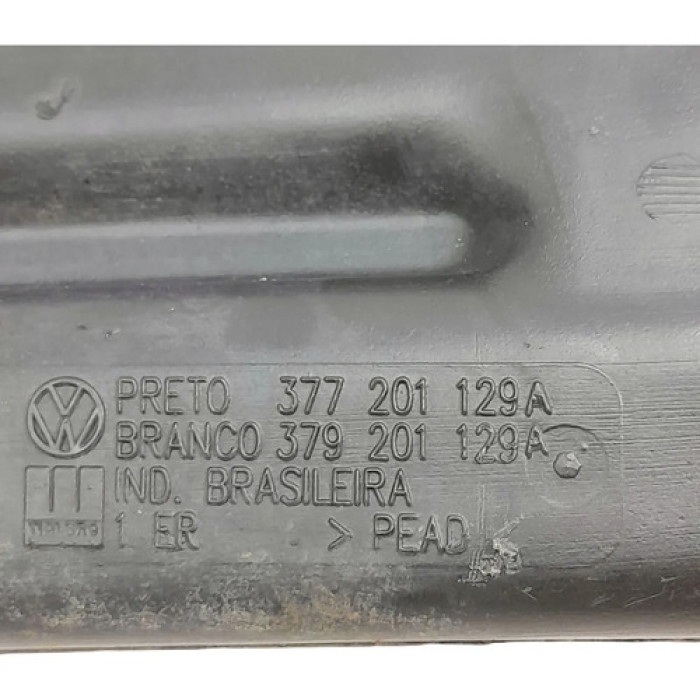 PRETO 377 201 129A
BRANCO 379 201 129A
IND. BRASILEIRA
1 ER > PEAD